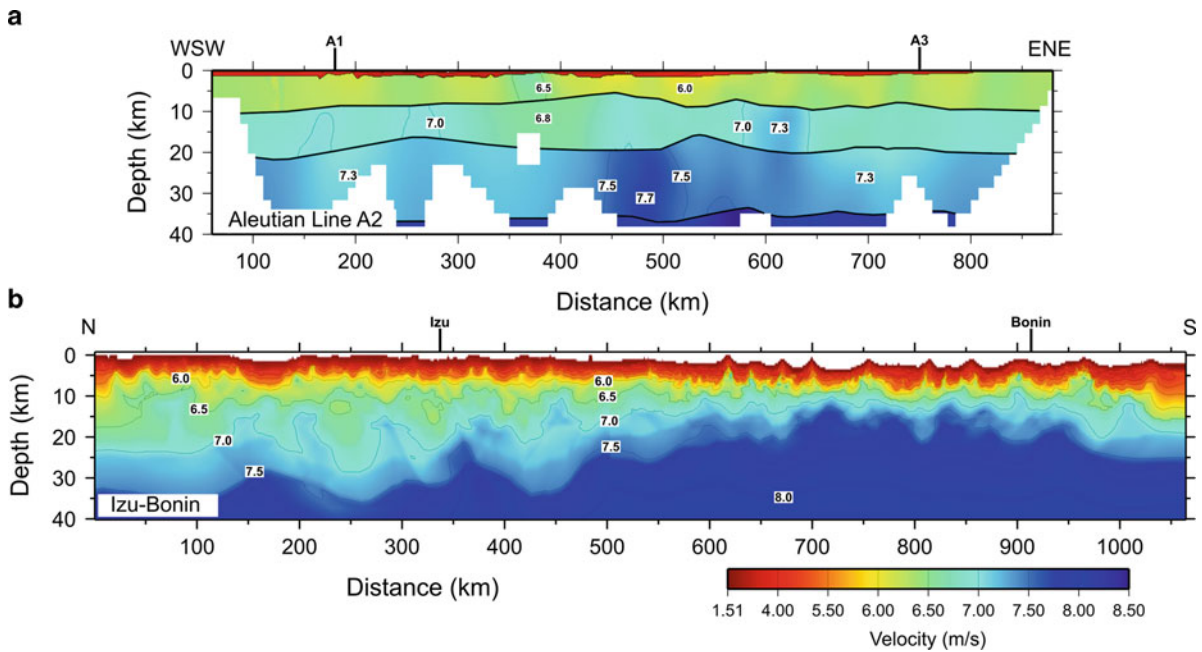 a
WSW A1 A3 ENE
0
10
20
30
40
Depth (km)
6.5 6.0
7.0 6.8 7.0 7.3
7.3 7.5 7.5 7.3
7.7
Aleutian Line A2
100 200 300 400 500 600 700 800
Distance (km)
b
N Izu Bonin S
0
10
20
30
40
Depth (km)
6.0 6.0
6.5 6.5
7.0 7.0
7.5 7.5
8.0
Izu-Bonin
0 100 200 300 400 500 600 700 800 900 1000
Distance (km)
1.51 4.00 5.50 6.00 6.50 7.00 7.50 8.00 8.50
Velocity (m/s)